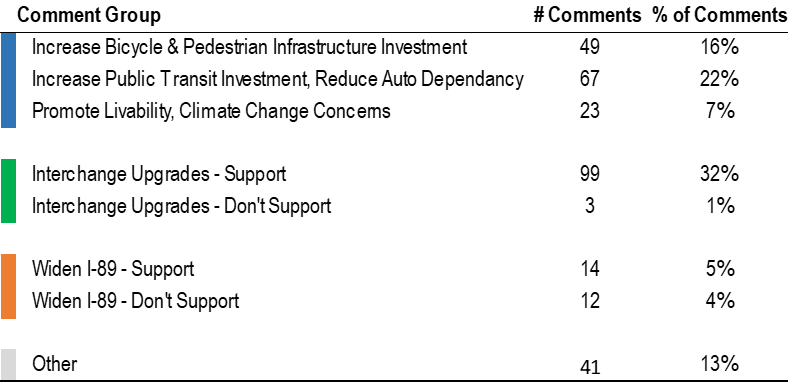 Comment Group # Comments % of Comments
Increase Bicycle & Pedestrian Infrastructure Investment 49 16%
Increase Public Transit Investment, Reduce Auto Dependancy 67 22%
Promote Livability, Climate Change Concerns 23 7%
Interchange Upgrades - Support 99 32%
Interchange Upgrades - Don't Support 3 1%
Widen I-89 - Support 14 5%
Widen I-89 - Don't Support 12 4%
Other 41 13%